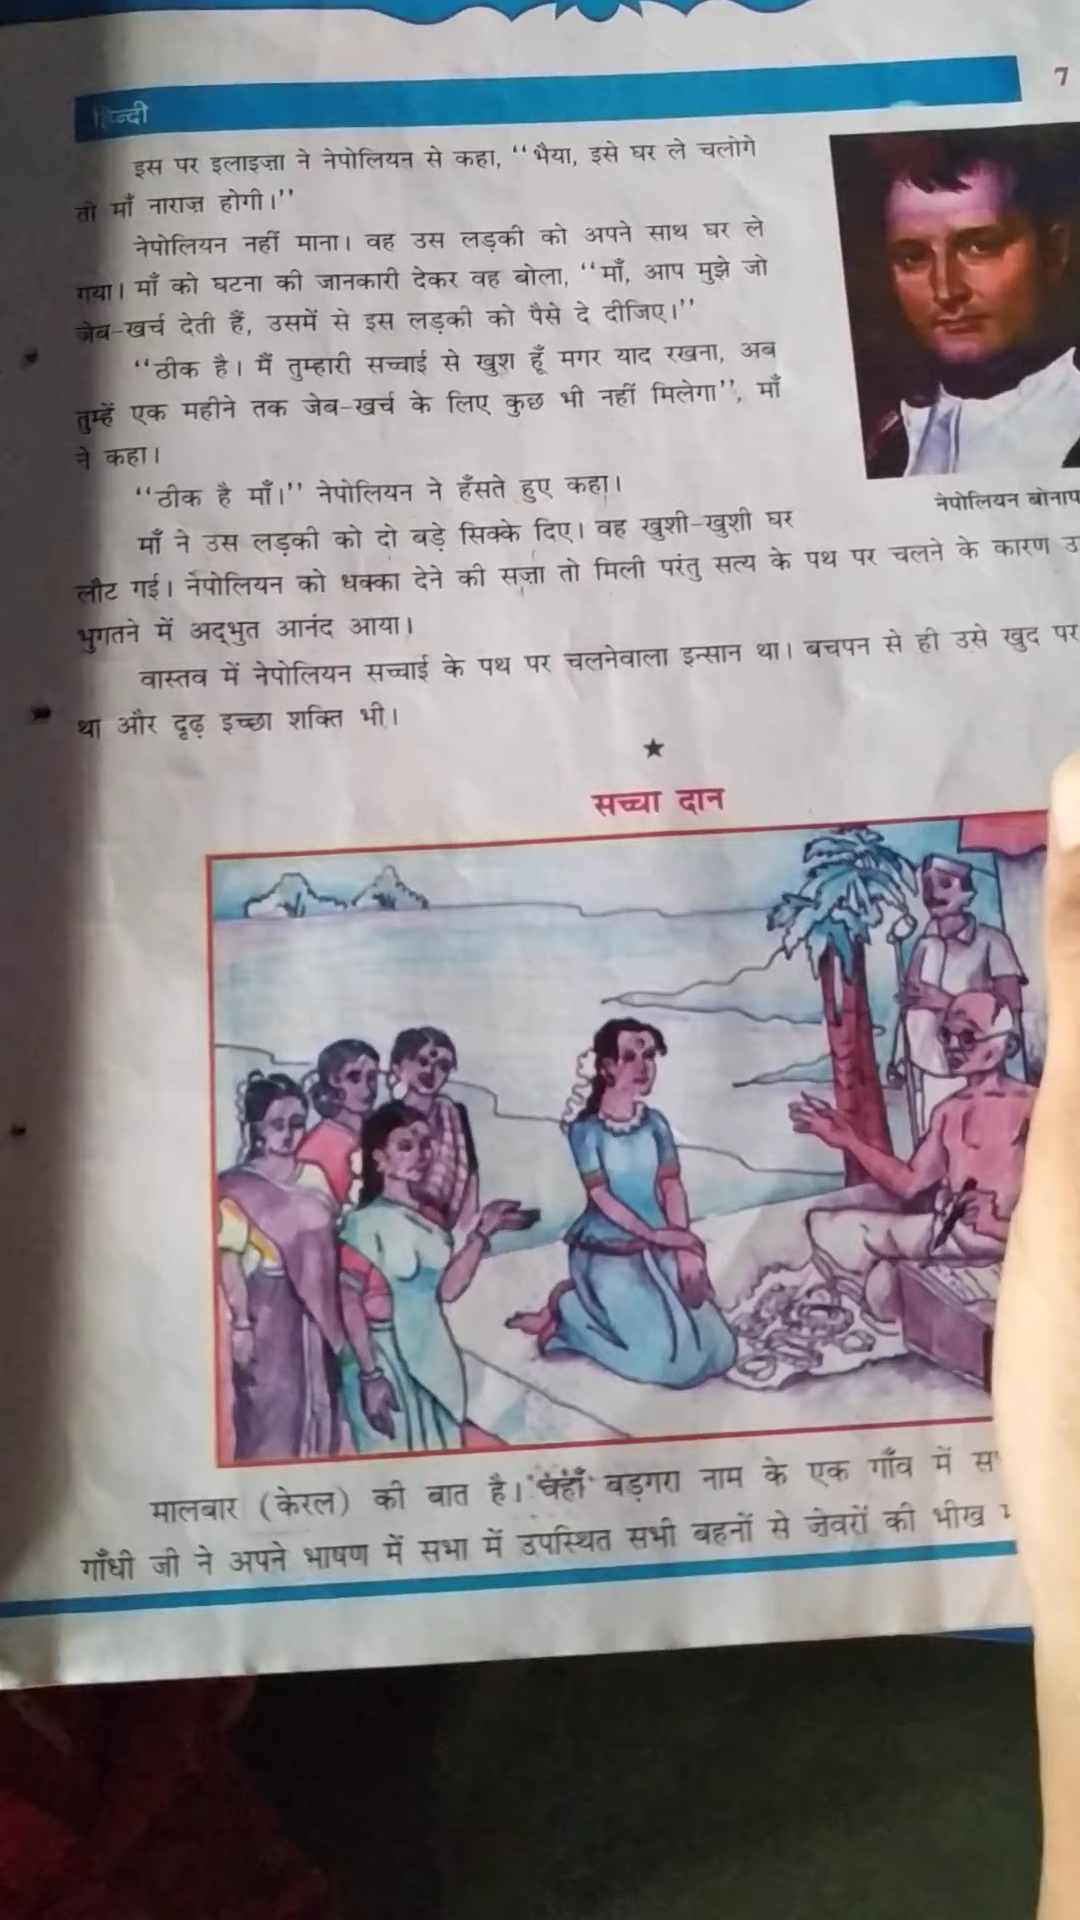 7
हिन्दी
इस पर इलाइज़ा ने नेपोलियन से कहा, “भैया, इसे घर ले चलोगे
तो माँ नाराज़ होगी।”
नेपोलियन नहीं माना। वह उस लड़की को अपने साथ घर ले
गया। माँ को घटना की जानकारी देकर वह बोला, “माँ, आप मुझे जो
जेब-खर्च देती हैं, उसमें से इस लड़की को पैसे दे दीजिए।”
“ठीक है। मैं तुम्हारी सच्चाई से खुश हूँ मगर याद रखना, अब
तुम्हें एक महीने तक जेब-खर्च के लिए कुछ भी नहीं मिलेगा”, माँ
ने कहा।
“ठीक है माँ।” नेपोलियन ने हँसते हुए कहा।
नेपोलियन बोनाप
माँ ने उस लड़की को दो बड़े सिक्के दिए। वह खुशी-खुशी घर
लौट गई। नेपोलियन को धक्का देने की सज़ा तो मिली परंतु सत्य के पथ पर चलने के कारण उ
भुगतने में अद्‌भुत आनंद आया।
वास्तव में नेपोलियन सच्चाई के पथ पर चलनेवाला इन्सान था। बचपन से ही उसे खुद पर
था और दृढ़ इच्छा शक्ति भी।
★
सच्चा दान
मालबार (केरल) की बात है। वहाँ बड़गरा नाम के एक गाँव में स
गाँधी जी ने अपने भाषण में सभा में उपस्थित सभी बहनों से जेवरों की भीख